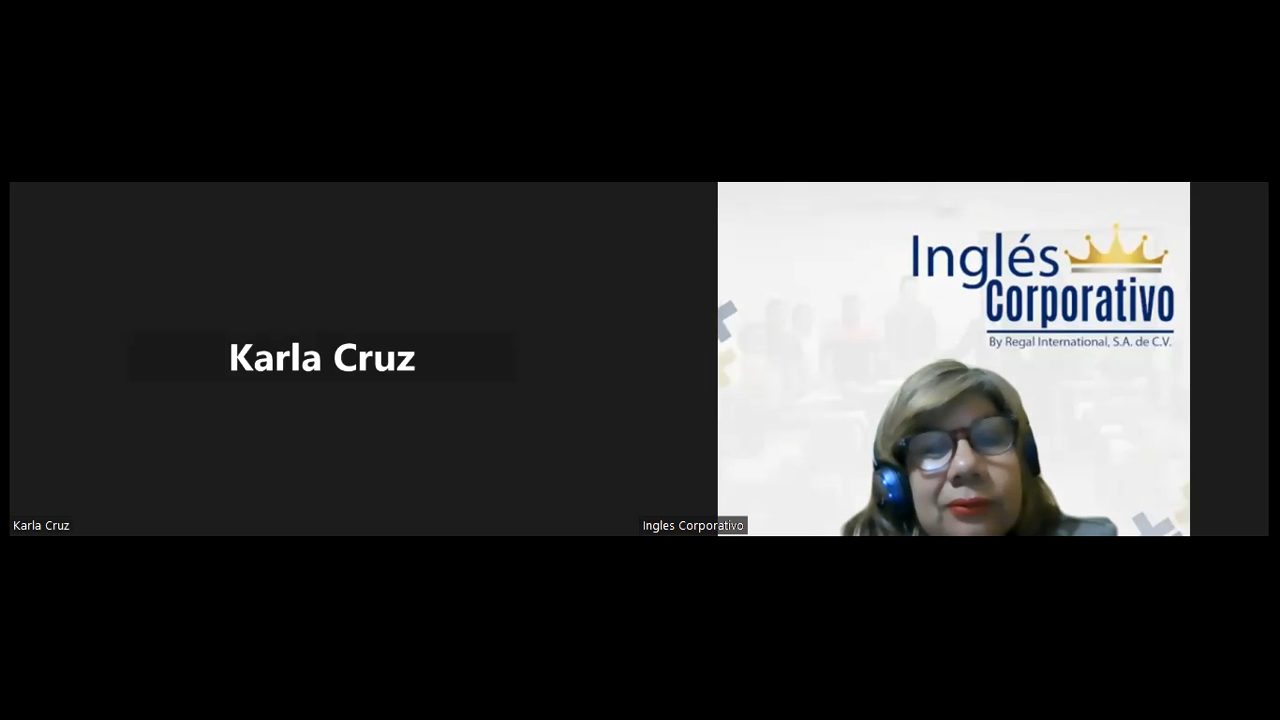 Karla Cruz
Karla Cruz
Inglés
Corporativo
By Regal International, S.A. de C.V.
Ingles Corporativo